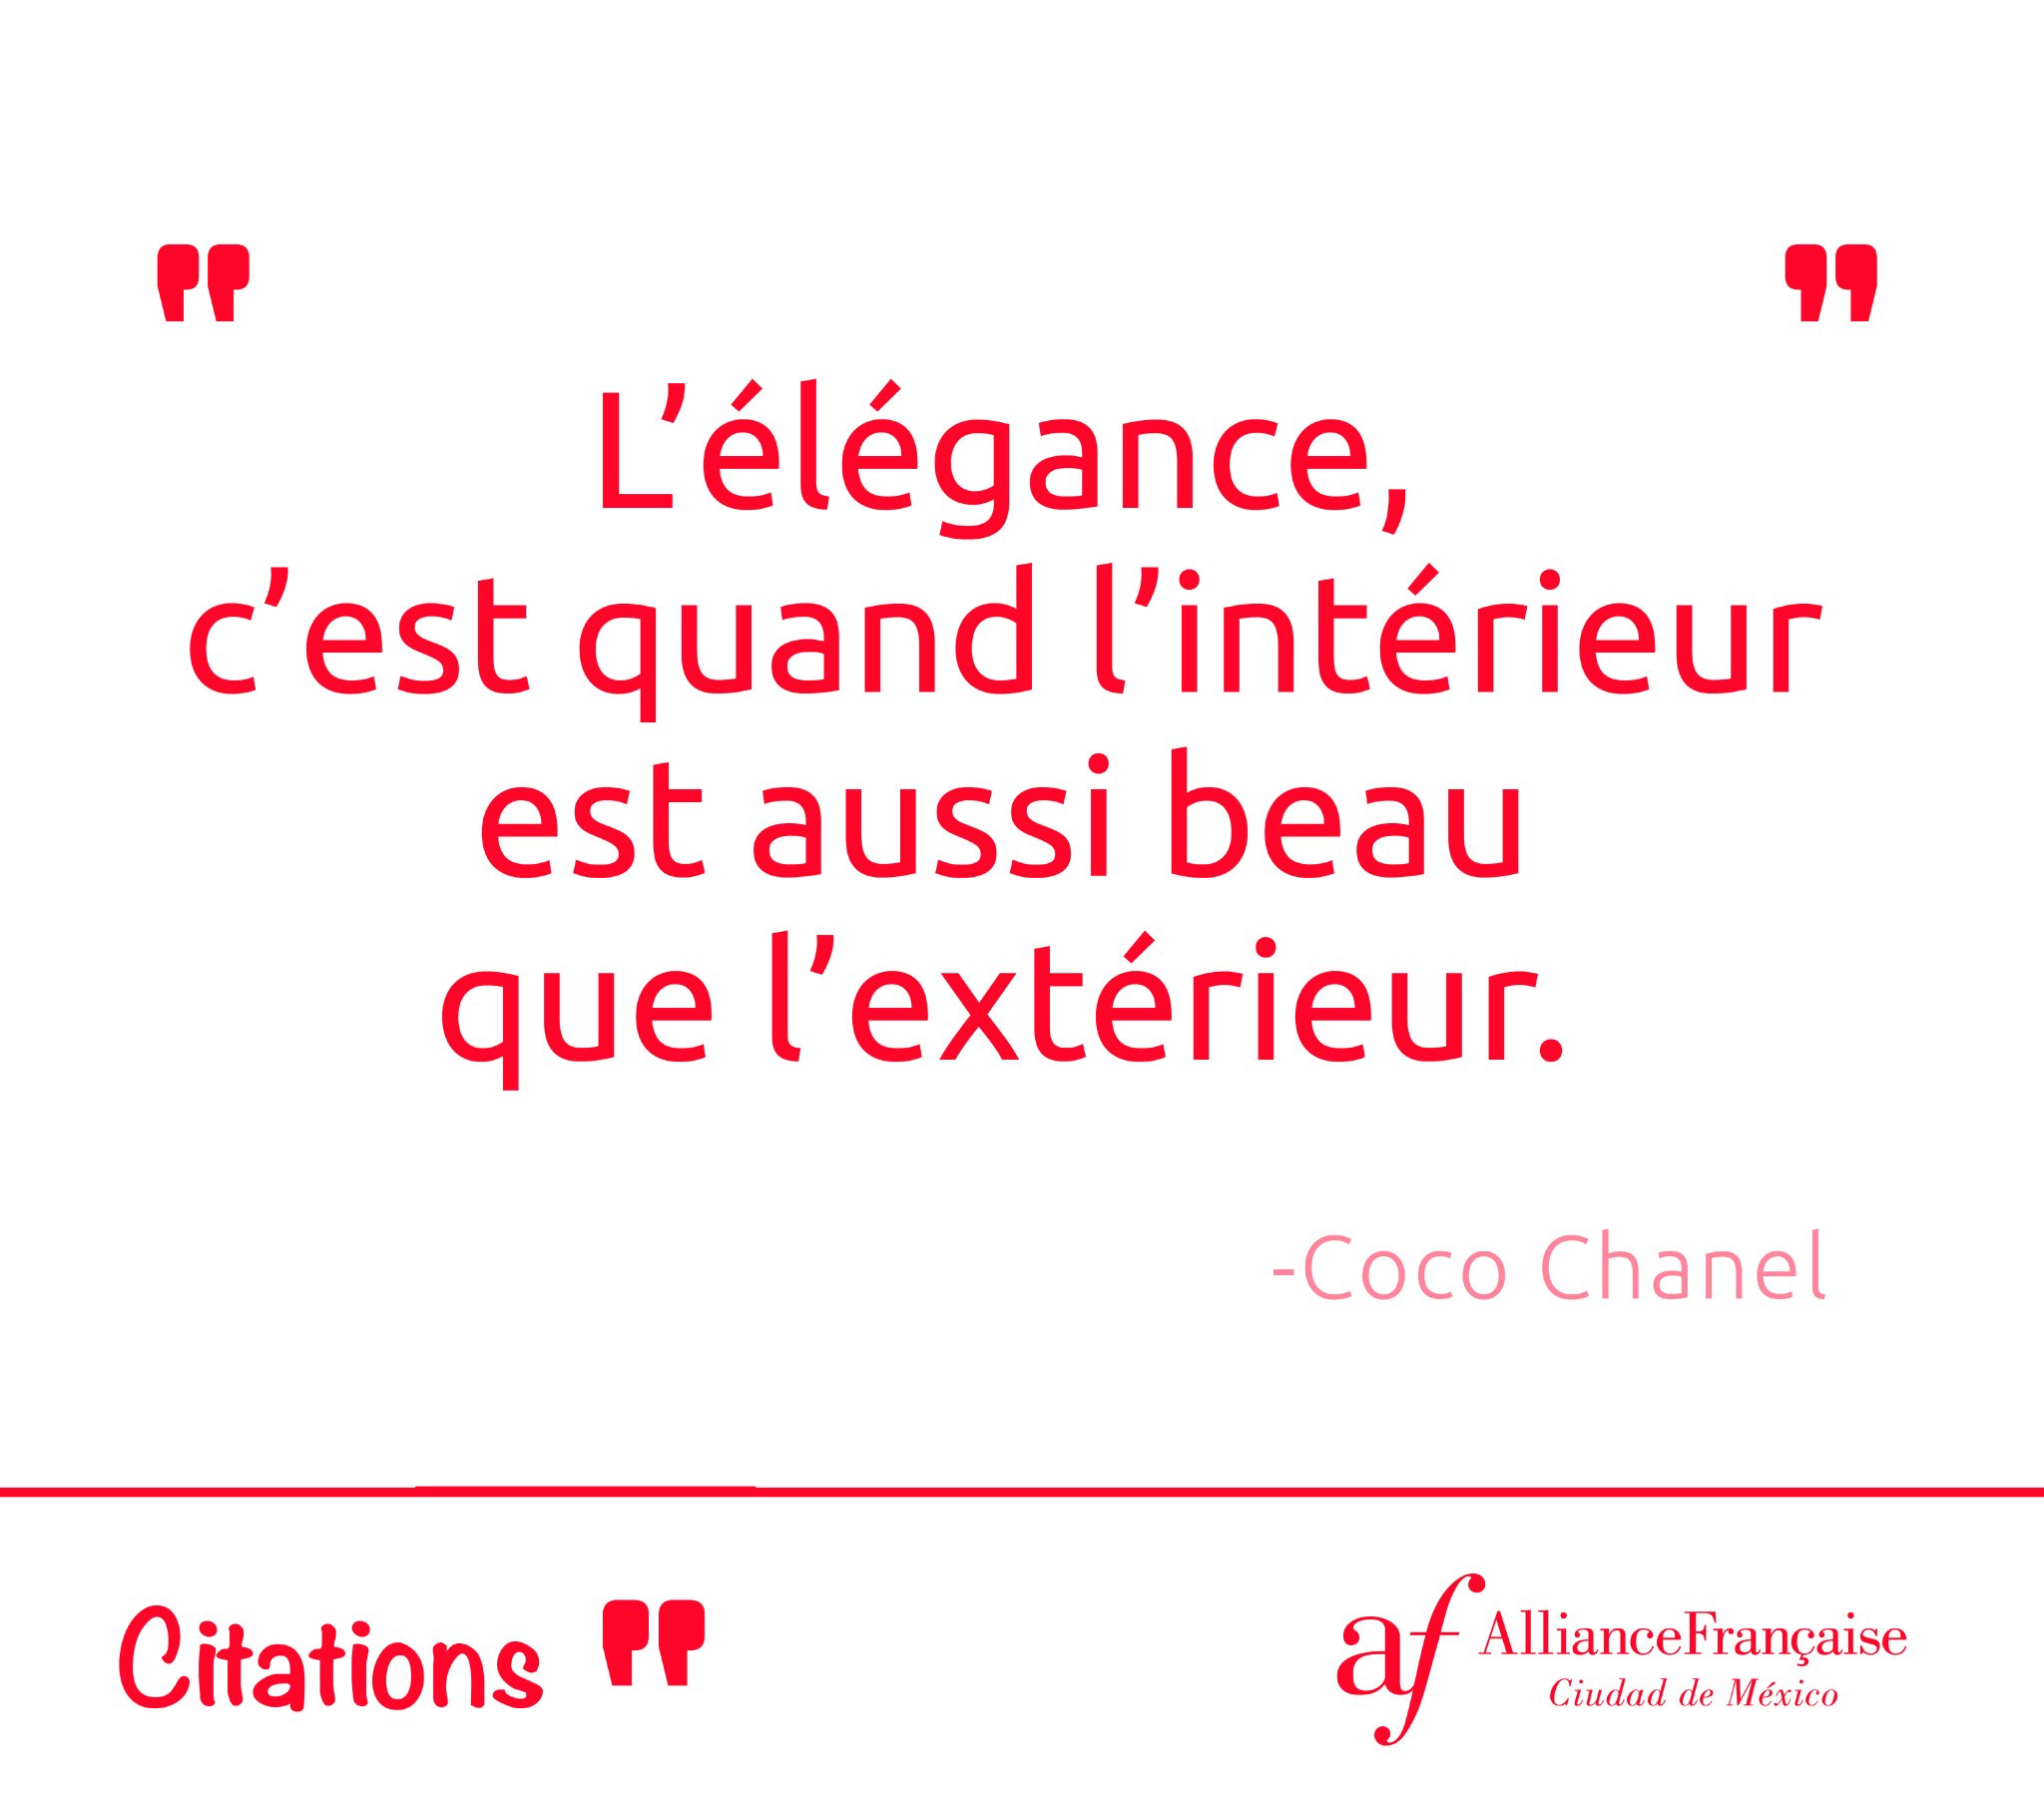 " "
L’élégance,
c’est quand l’intérieur
est aussi beau
que l’extérieur.
-Coco Chanel
Citations "
af AllianceFrançaise
Ciudad de México